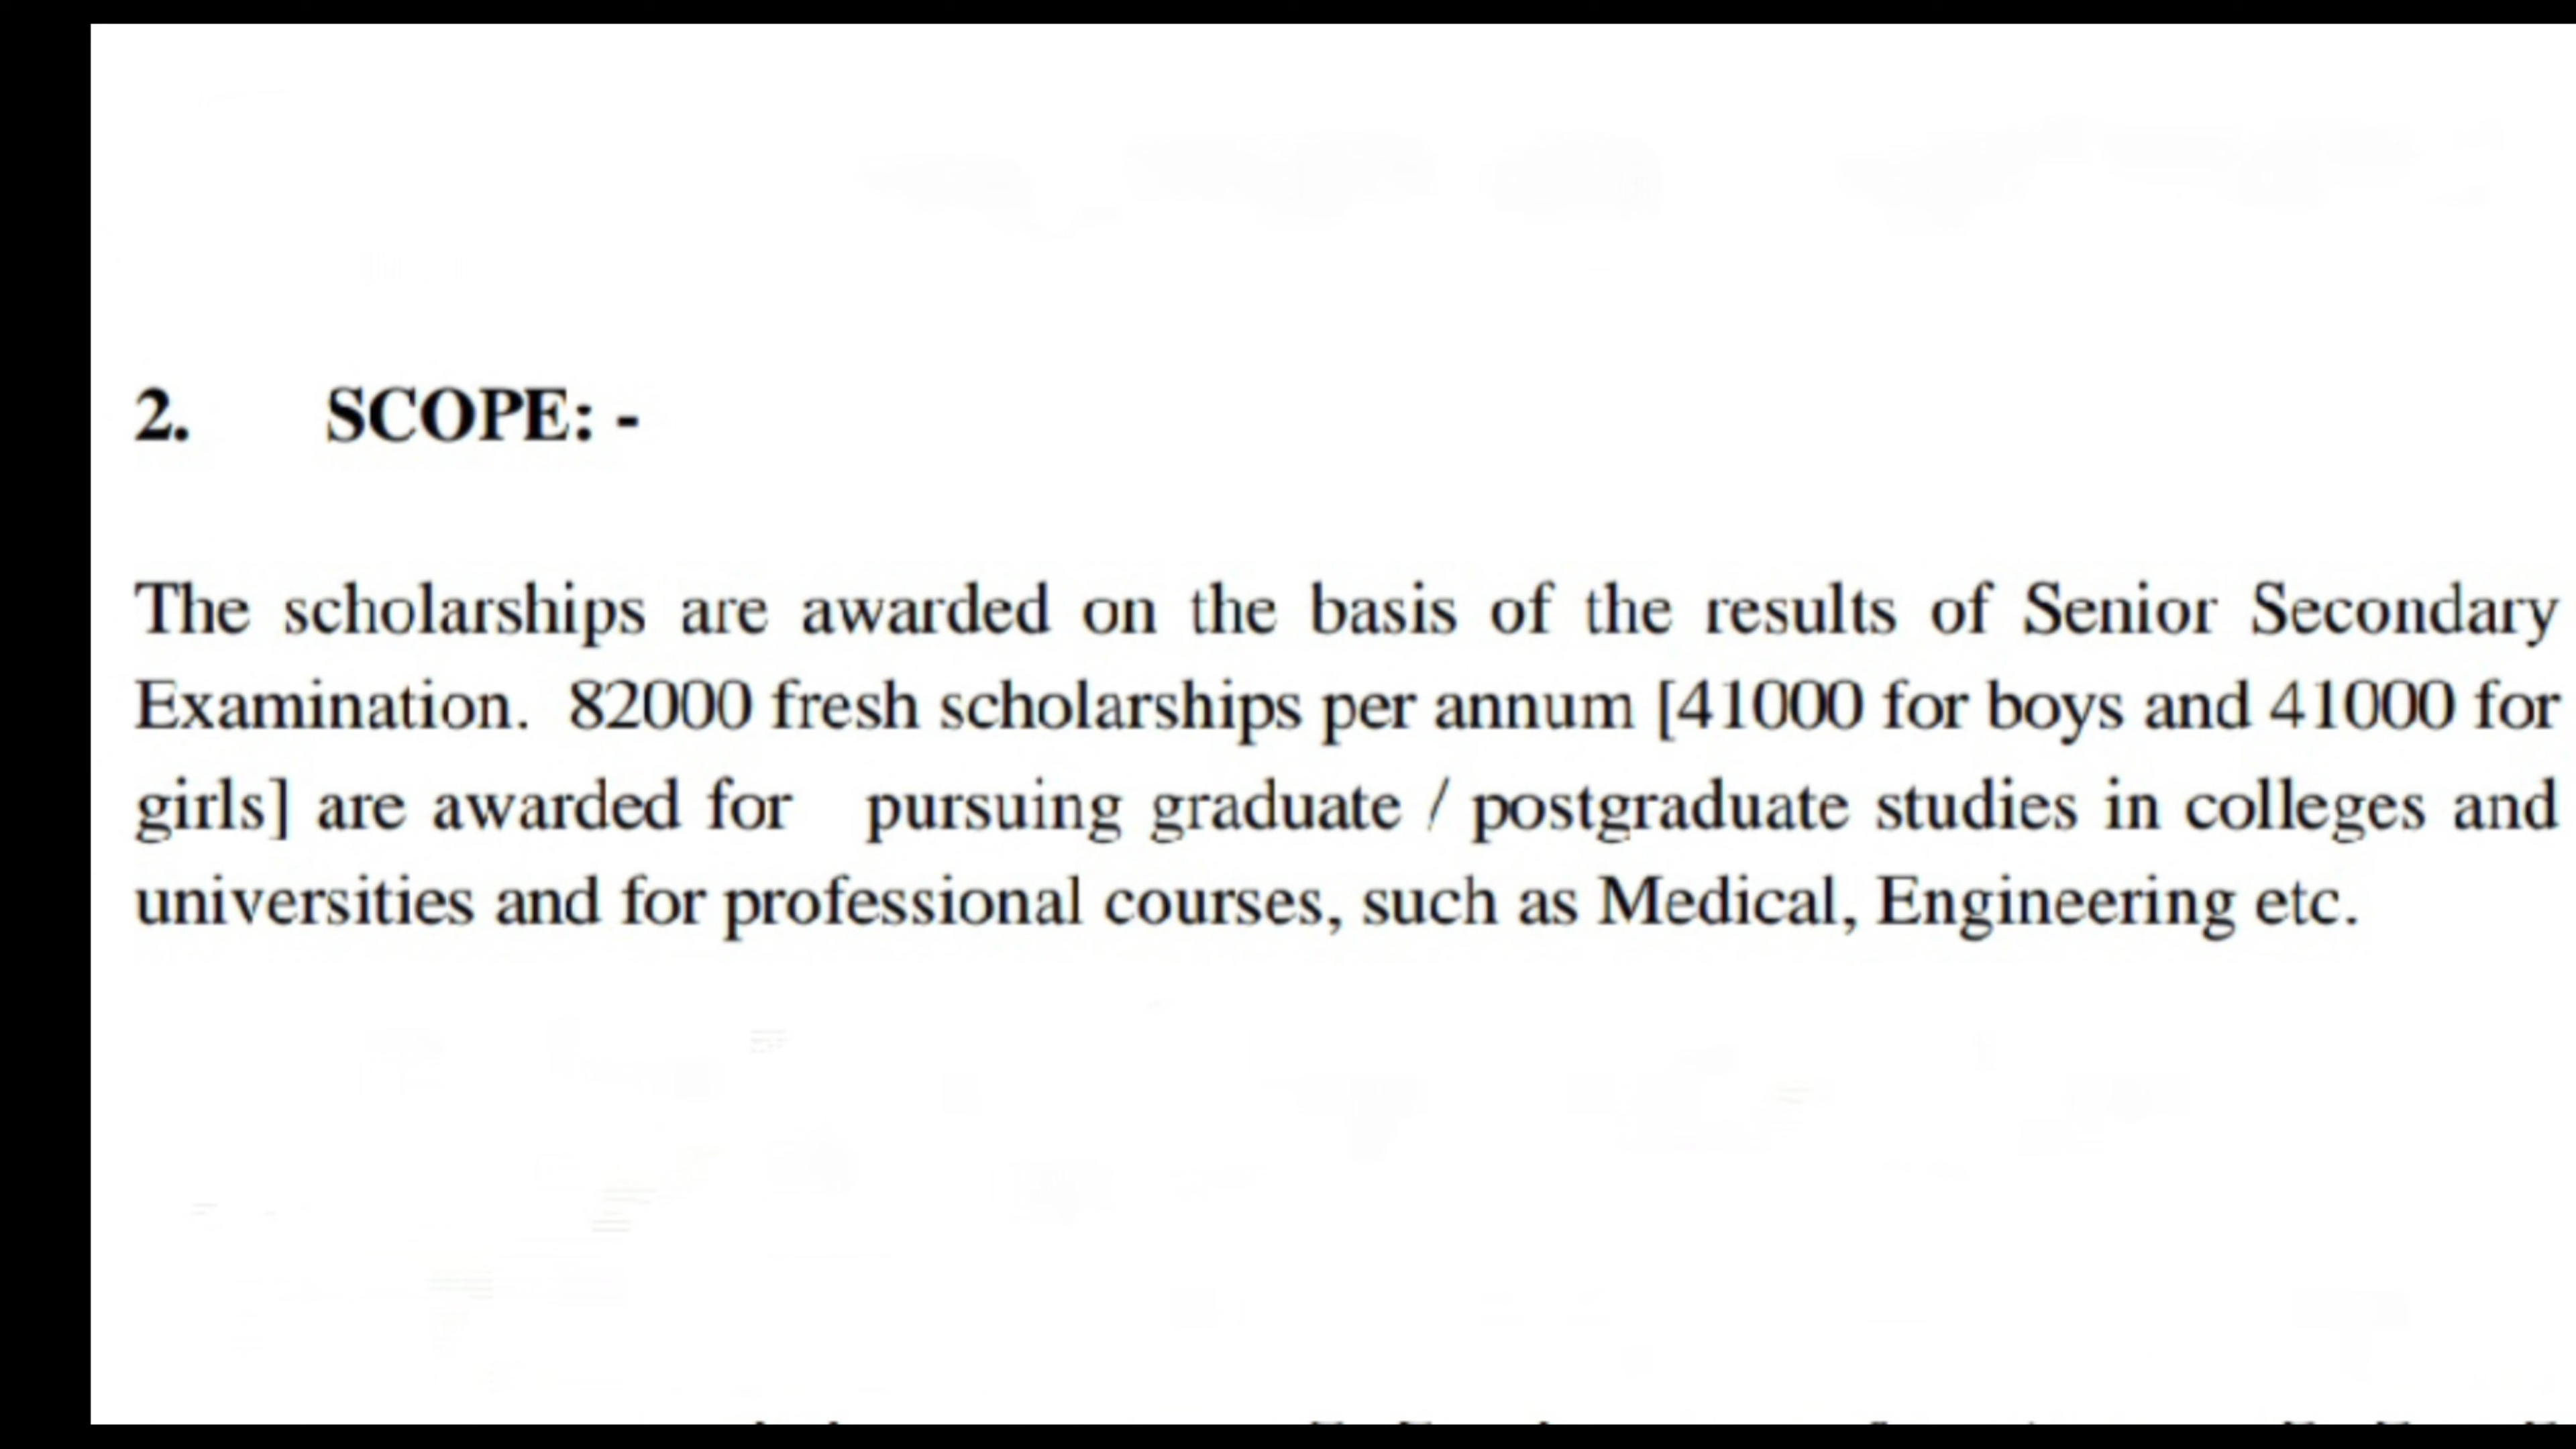 2. SCOPE: -
The scholarships are awarded on the basis of the results of Senior Secondary
Examination. 82000 fresh scholarships per annum [41000 for boys and 41000 for
girls] are awarded for pursuing graduate / postgraduate studies in colleges and
universities and for professional courses, such as Medical, Engineering etc.